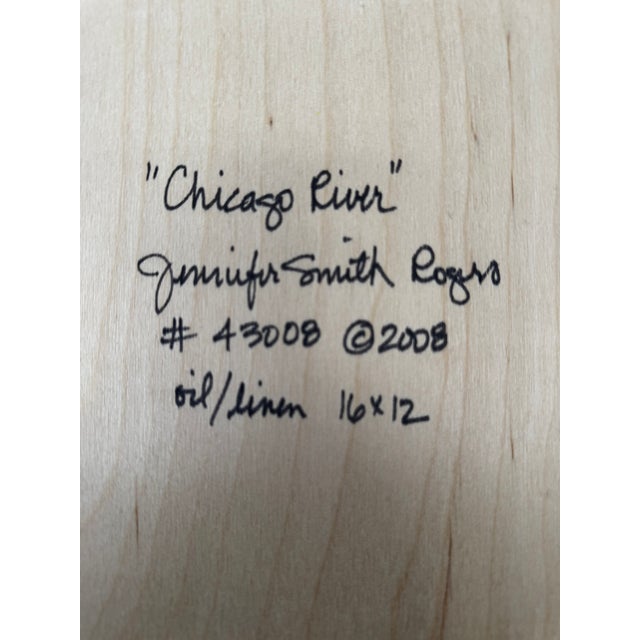 "Chicago River"
Jennifer Smith Rogers
# 43008 ©2008
oil/linen 16x12